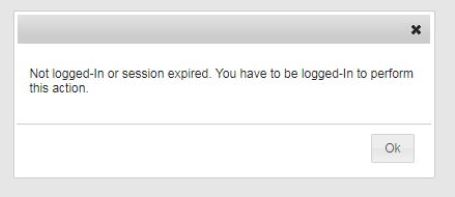 Not logged-In or session expired. You have to be logged-In to perform
this action.
Ok